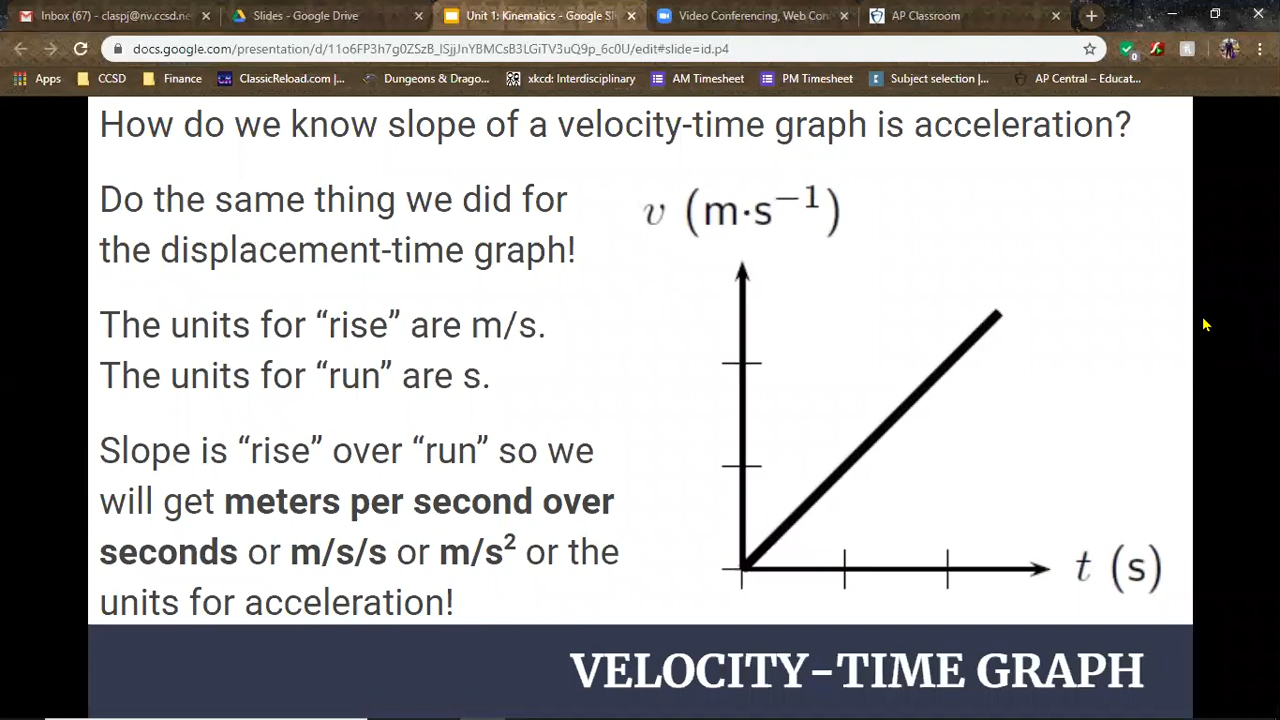 Inbox (67) - claspj@nv.ccsd.ne
Slides - Google Drive
Unit 1: Kinematics - Google Sl
Video Conferencing, Web Con
AP Classroom
docs.google.com/presentation/d/11o6FP3h7g0ZSzB_lSjjJnYBMCsB3LGiTV3uQ9p_6c0U/edit#slide=id.p4
Apps
CCSD
Finance
ClassicReload.com |...
Dungeons & Drago...
xkcd: Interdisciplinary
AM Timesheet
PM Timesheet
Subject selection |...
AP Central – Educat...
How do we know slope of a velocity-time graph is acceleration?
Do the same thing we did for
the displacement-time graph!
The units for “rise” are m/s.
The units for “run” are s.
Slope is “rise” over “run” so we
will get meters per second over
seconds or m/s/s or m/s² or the
units for acceleration!
v (m·s⁻¹)
t (s)
VELOCITY-TIME GRAPH